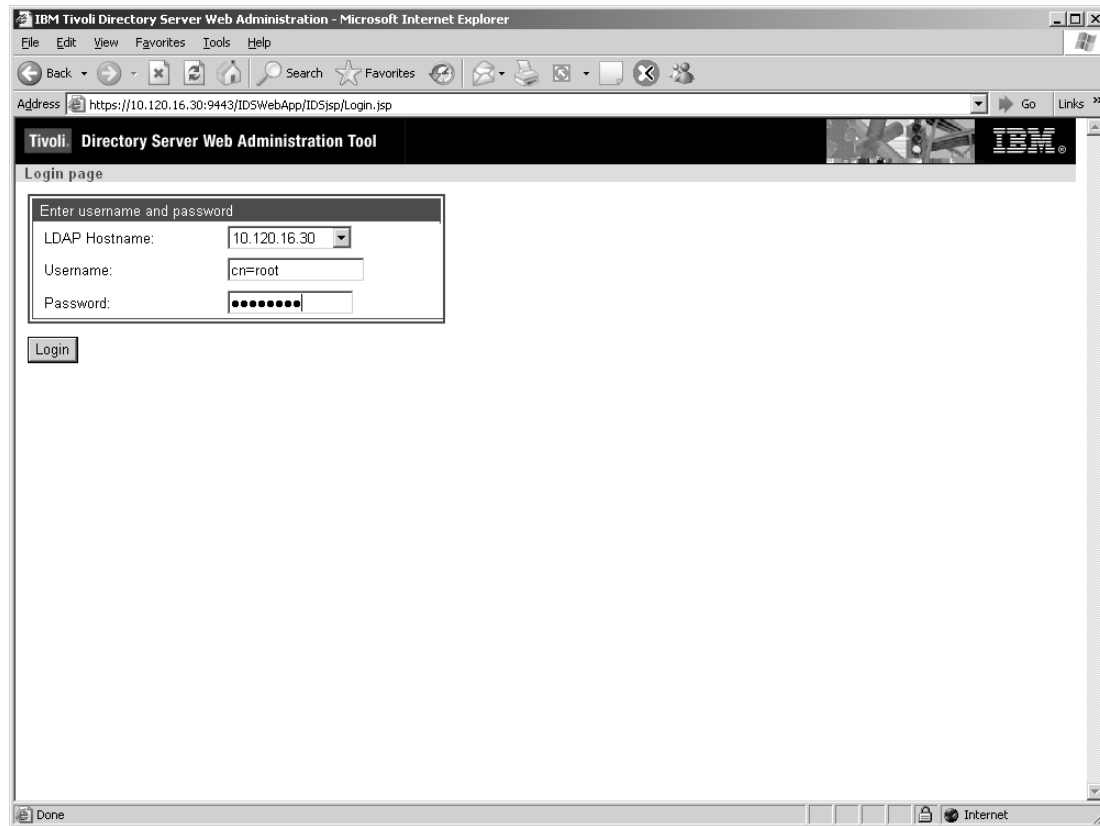 IBM Tivoli Directory Server Web Administration - Microsoft Internet Explorer
File Edit View Favorites Tools Help
Back Search Favorites
Address https://10.120.16.30:9443/IDSWebApp/IDSjsp/Login.jsp Go Links »
Tivoli. Directory Server Web Administration Tool IBM®
Login page
Enter username and password
LDAP Hostname: 10.120.16.30
Username: cn=root
Password: ●●●●●●●●
Login
Done Internet